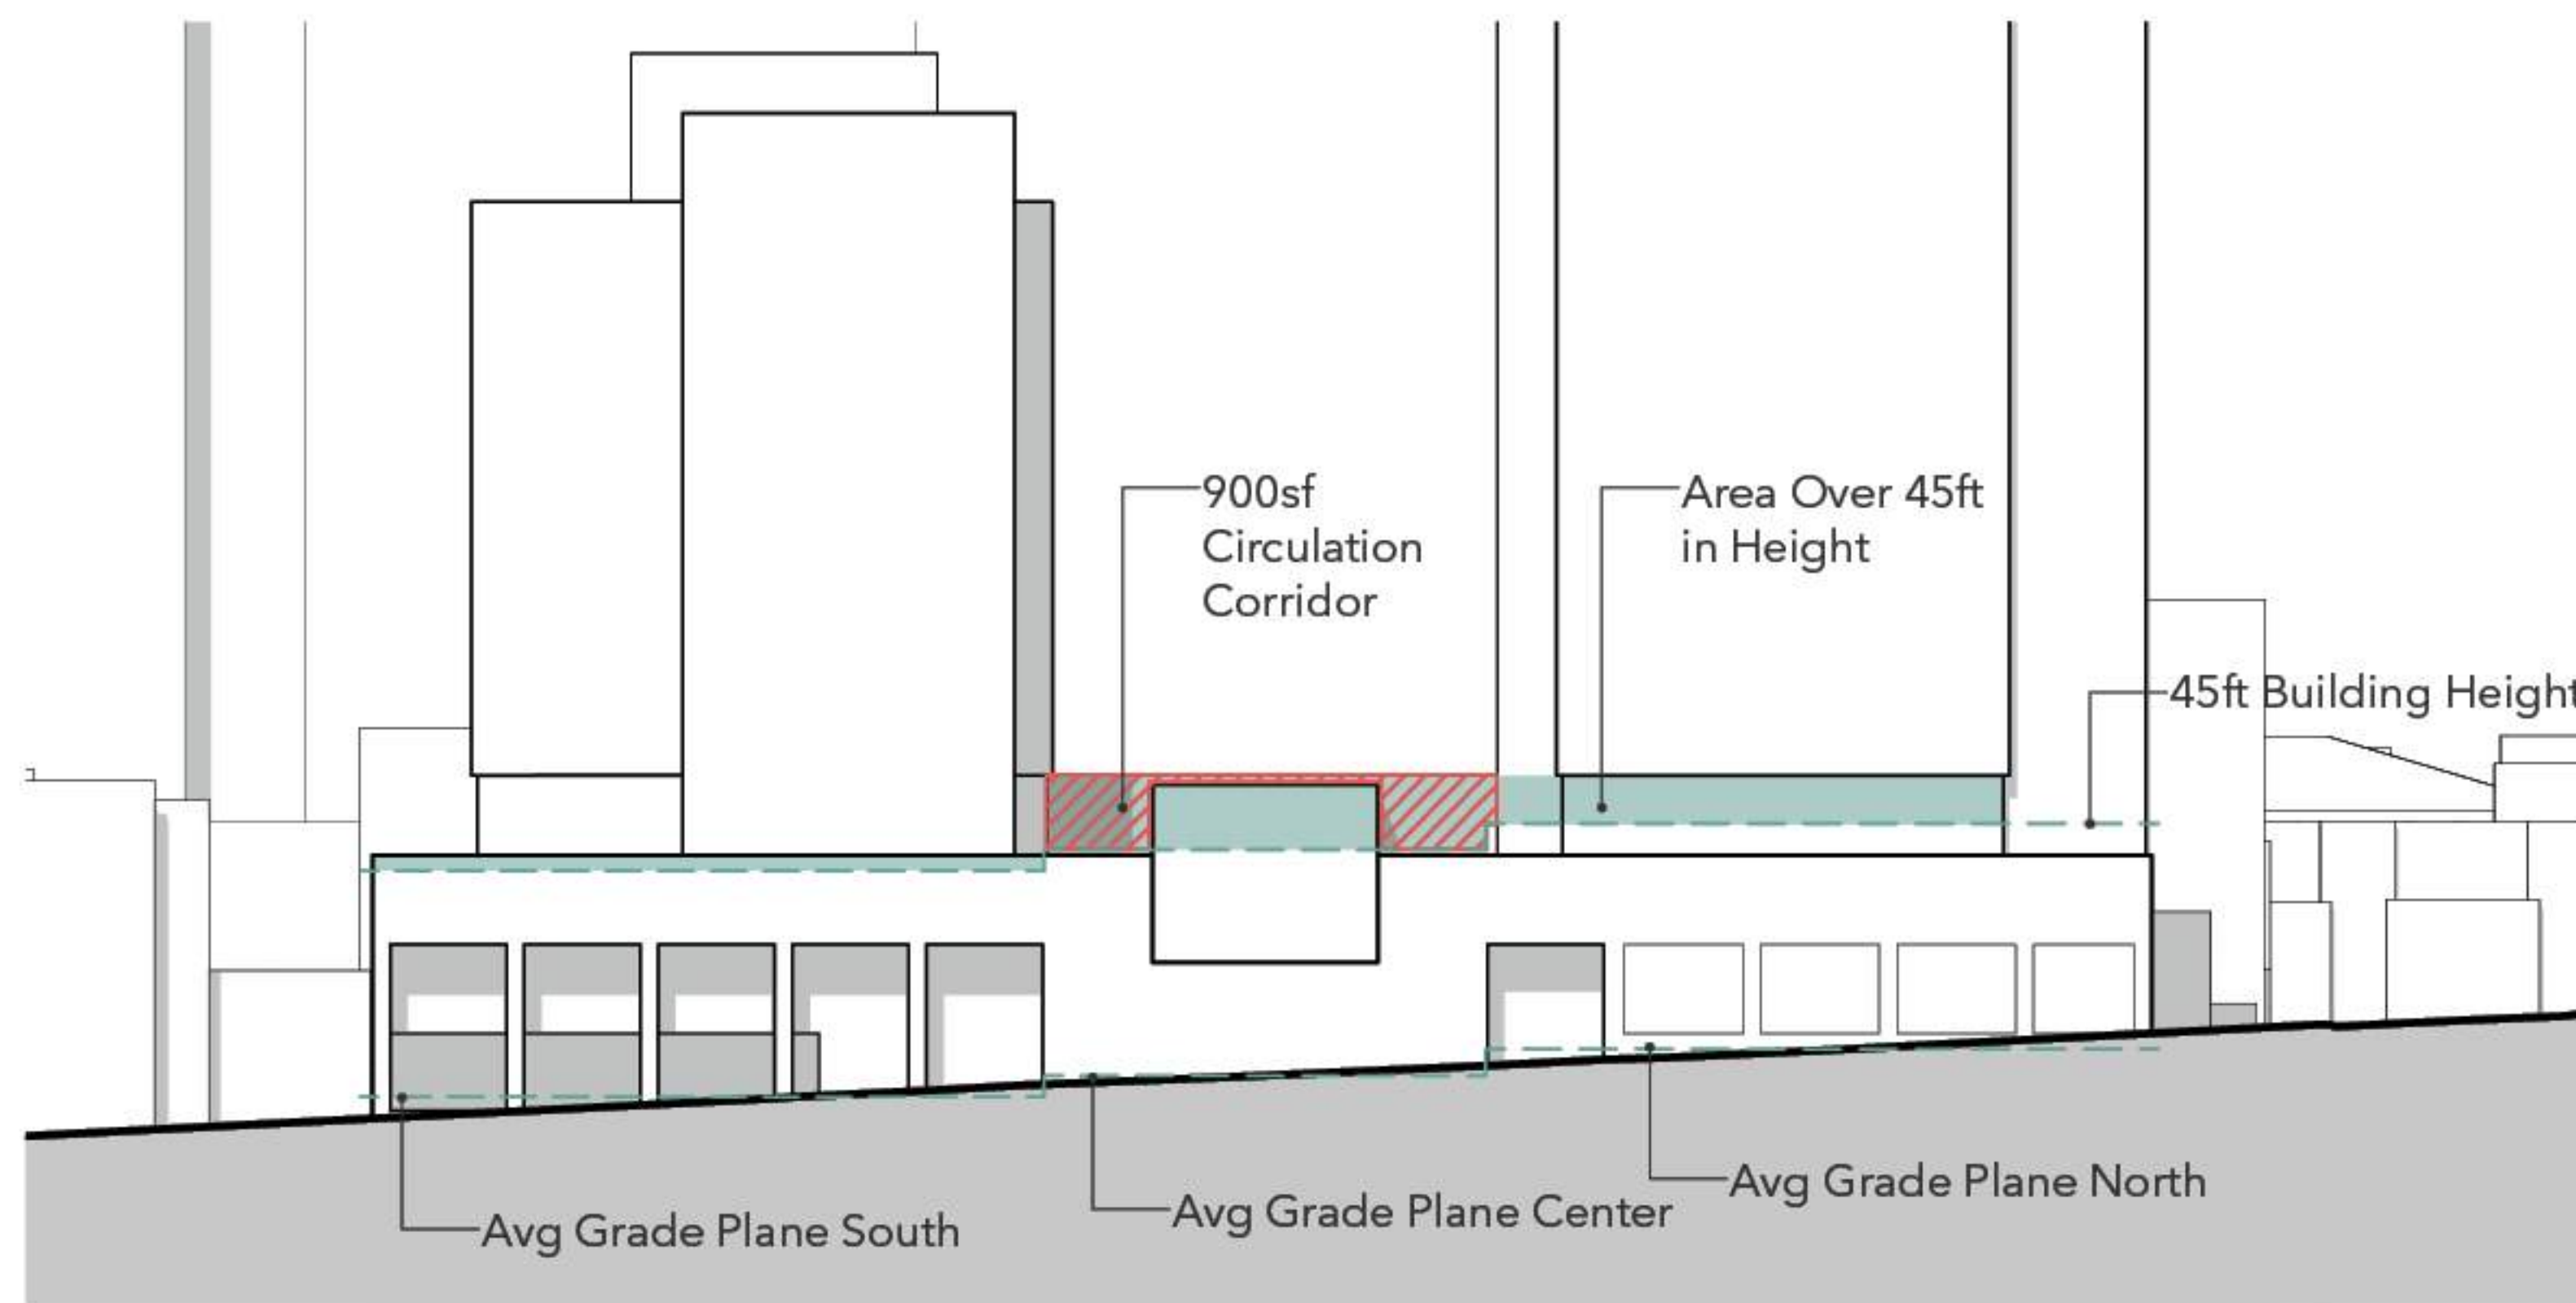 900sf
Circulation
Corridor
Area Over 45ft
in Height
45ft Building Height
Avg Grade Plane North
Avg Grade Plane Center
Avg Grade Plane South